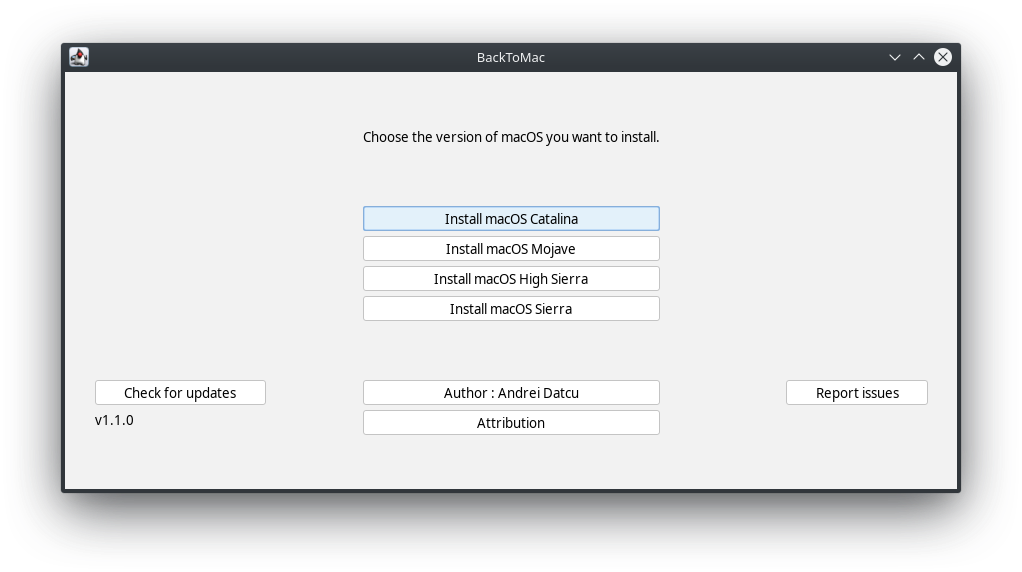 BackToMac
Choose the version of macOS you want to install.
Install macOS Catalina
Install macOS Mojave
Install macOS High Sierra
Install macOS Sierra
Check for updates
Author : Andrei Datcu
Report issues
v1.1.0
Attribution